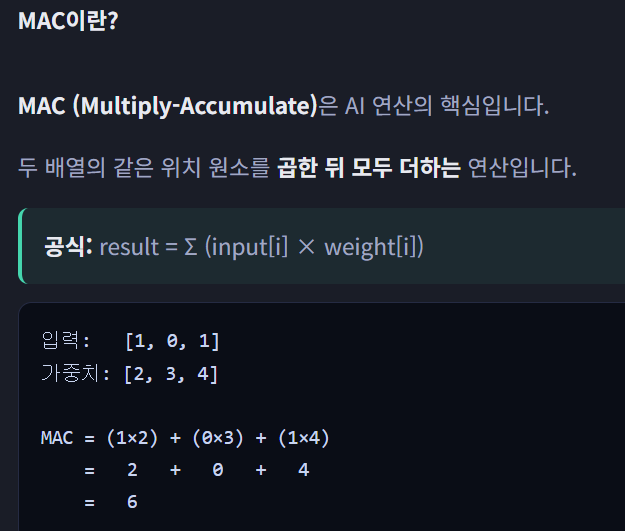 MAC이란?
MAC (Multiply-Accumulate)은 AI 연산의 핵심입니다.
두 배열의 같은 위치 원소를 곱한 뒤 모두 더하는 연산입니다.
공식: result = Σ (input[i] × weight[i])
입력:   [1, 0, 1]
가중치: [2, 3, 4]
MAC = (1×2) + (0×3) + (1×4)
    =   2   +   0   +   4
    =   6